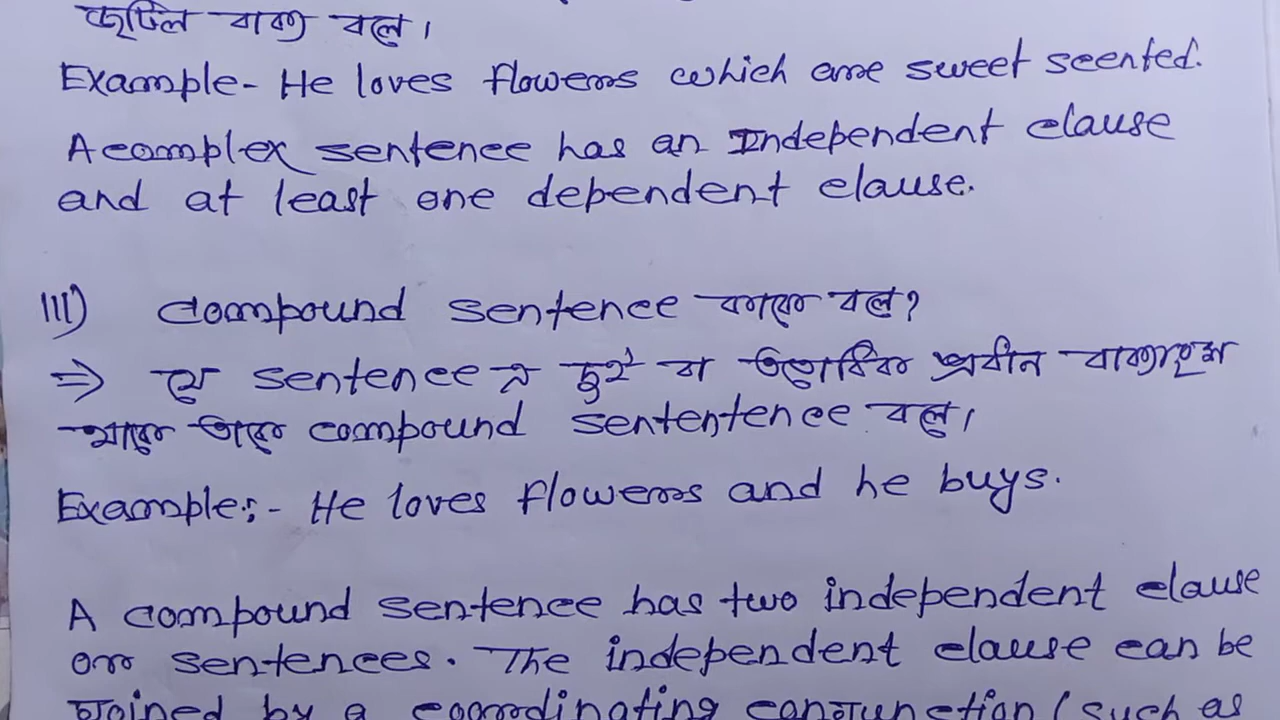 জটিল বাক্য বলে।
Example- He loves flowers which are sweet scented.
A complex sentence has an Independent clause
and at least one dependent clause.
III) Compound sentence কাকে বলে?
⇒ যে sentence এ দুই বা ততোধিক প্রধান বাক্যাংশ
থাকে তাকে compound sententence বলে।
Example:- He loves flowers and he buys.
A compound sentence has two independent clause
or sentences. The independent clause can be
joined by a coordinating conjunction (such as